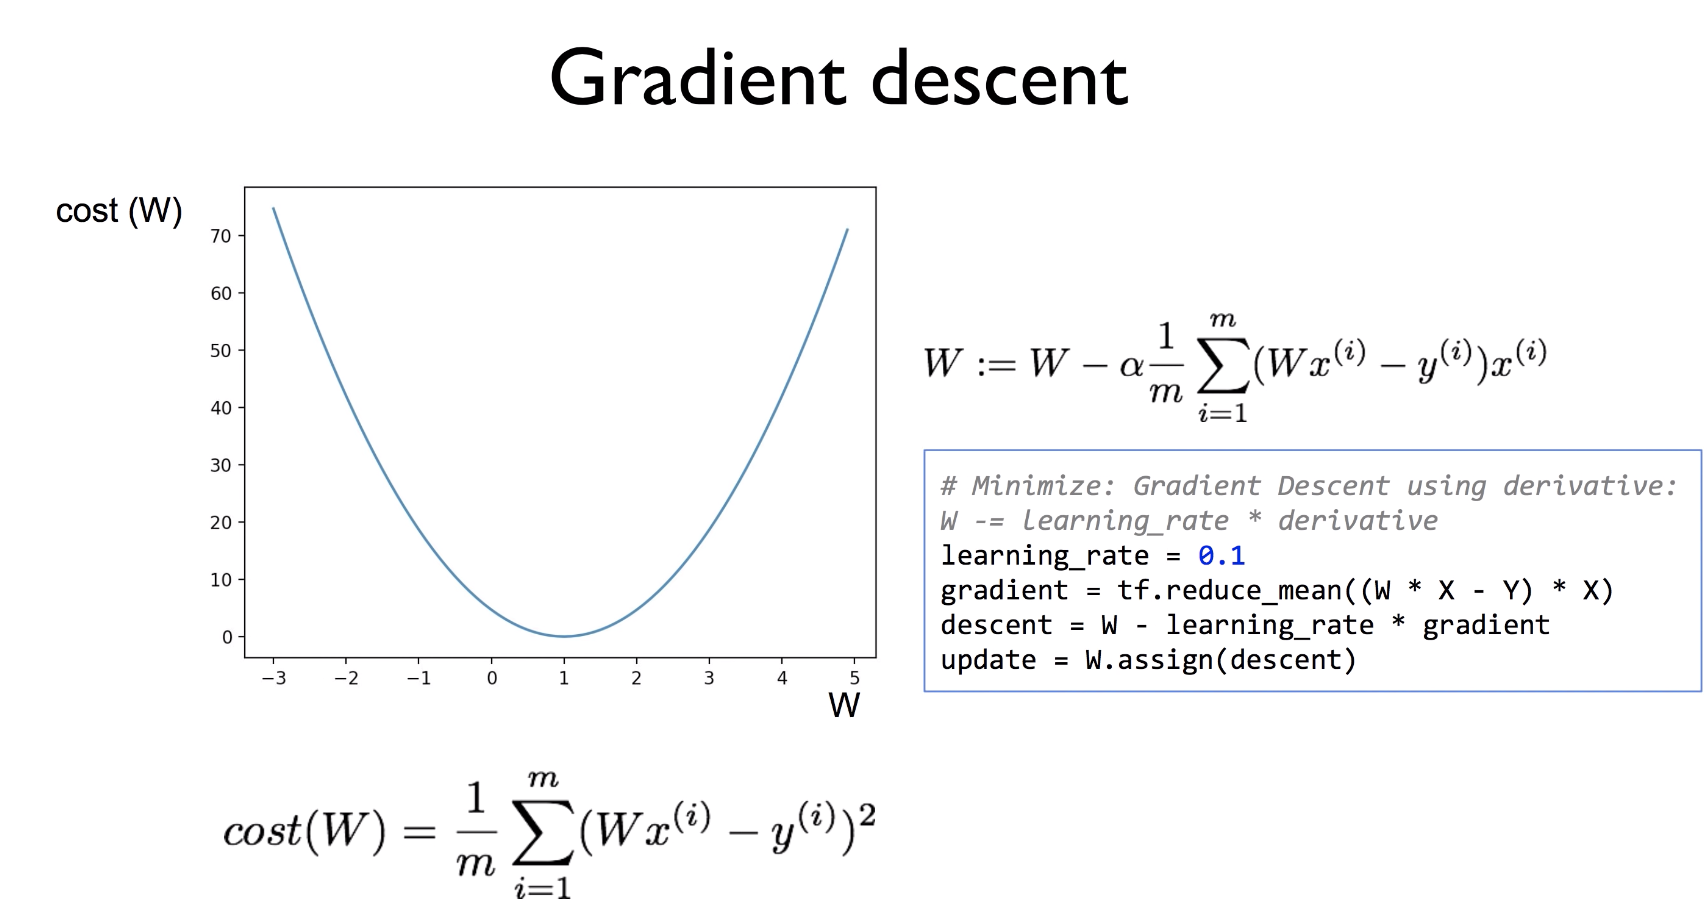 Gradient descent
cost (W)
70
60
50
40
30
20
10
0
−3 −2 −1 0 1 2 3 4 5
W
W := W − α \frac{1}{m} \sum_{i=1}^{m} (Wx^{(i)} − y^{(i)})x^{(i)}
# Minimize: Gradient Descent using derivative:
W -= learning_rate * derivative
learning_rate = 0.1
gradient = tf.reduce_mean((W * X - Y) * X)
descent = W - learning_rate * gradient
update = W.assign(descent)
cost(W) = \frac{1}{m} \sum_{i=1}^{m} (Wx^{(i)} − y^{(i)})^2